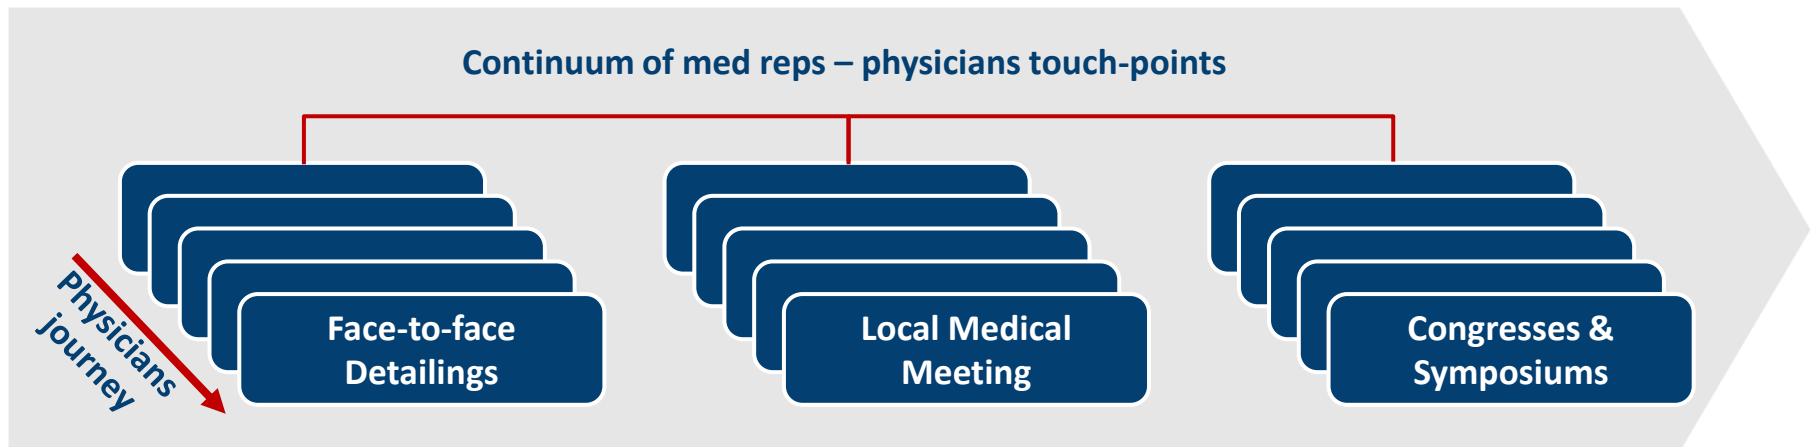 Continuum of med reps – physicians touch-points
Physicians
journey
Face-to-face
Detailings
Local Medical
Meeting
Congresses &
Symposiums